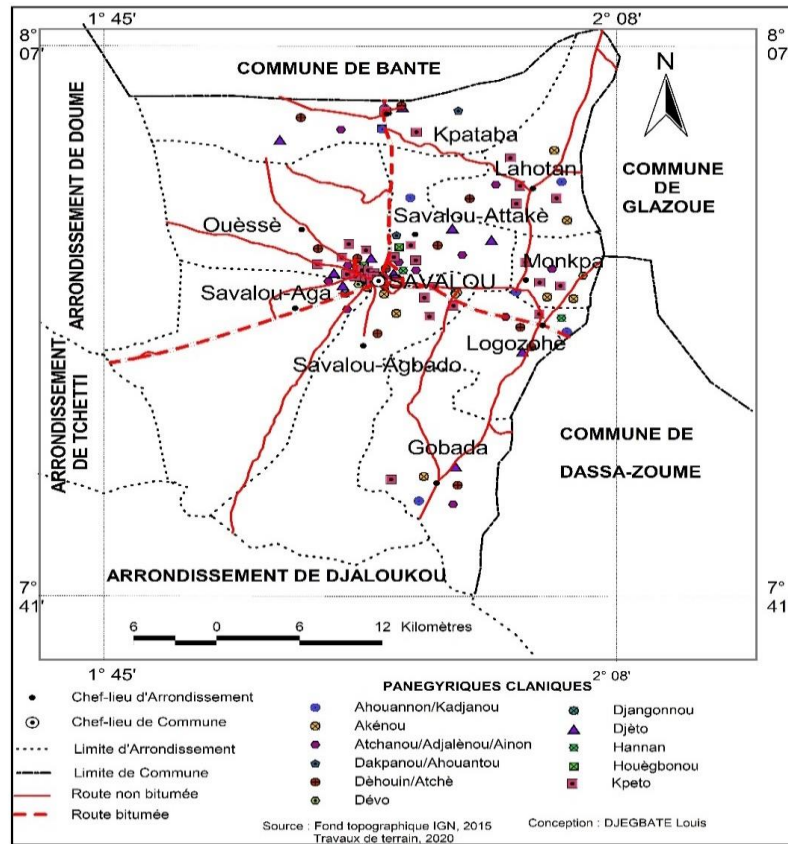 1° 45'
2° 08'
8°
07'
8°
07'
COMMUNE DE BANTE
N
Kpataba
Lahotan
COMMUNE
DE
GLAZOUE
ARRONDISSEMENT DE DOUME
Ouèssè
Savalou-Attakè
Monkpa
SAVALOU
Savalou-Aga
Logozohè
Savalou-Agbado
ARRONDISSEMENT
DE TCHETTI
Gobada
COMMUNE DE
DASSA-ZOUME
ARRONDISSEMENT DE DJALOUKOU
7°
41'
7°
41'
6 0 6 12 Kilomètres
1° 45'
2° 08'
Chef-lieu d'Arrondissement
Chef-lieu de Commune
Limite d'Arrondissement
Limite de Commune
Route non bitumée
Route bitumée
PANEGYRIQUES CLANIQUES
Ahouannon/Kadjanou
Akénou
Atchanou/Adjalènou/Ainon
Dakpanou/Ahouantou
Dèhouin/Atchè
Dévo
Djangonnou
Djèto
Hannan
Houègbonou
Kpeto
Source : Fond topographique IGN, 2015
Travaux de terrain, 2020
Conception : DJEGBATE Louis